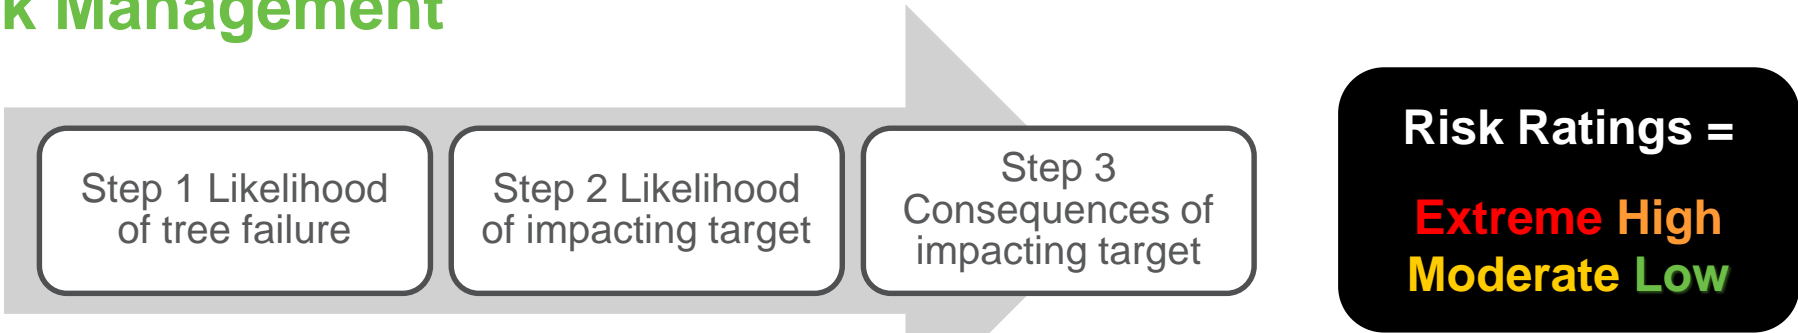 k Management
Step 1 Likelihood
of tree failure
Step 2 Likelihood
of impacting target
Step 3
Consequences of
impacting target
Risk Ratings =
Extreme High
Moderate Low